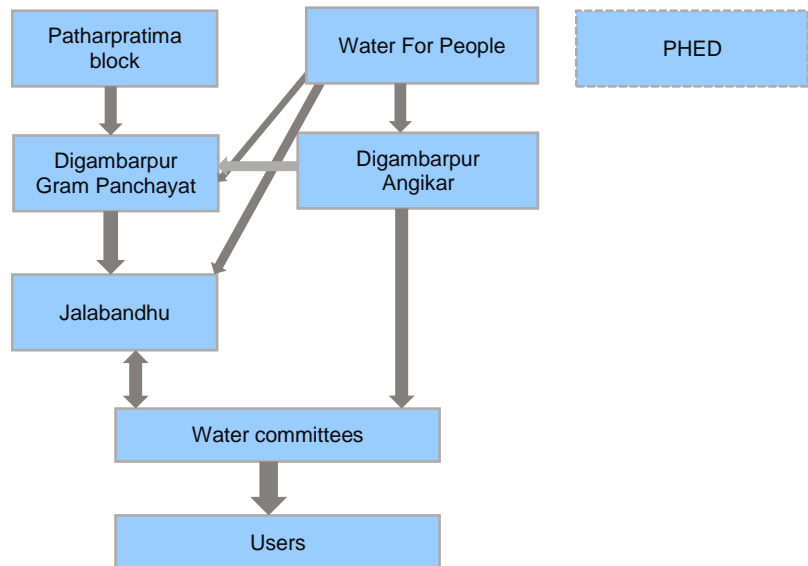 Patharpratima
block
Water For People
PHED
Digambarpur
Gram Panchayat
Digambarpur
Angikar
Jalabandhu
Water committees
Users